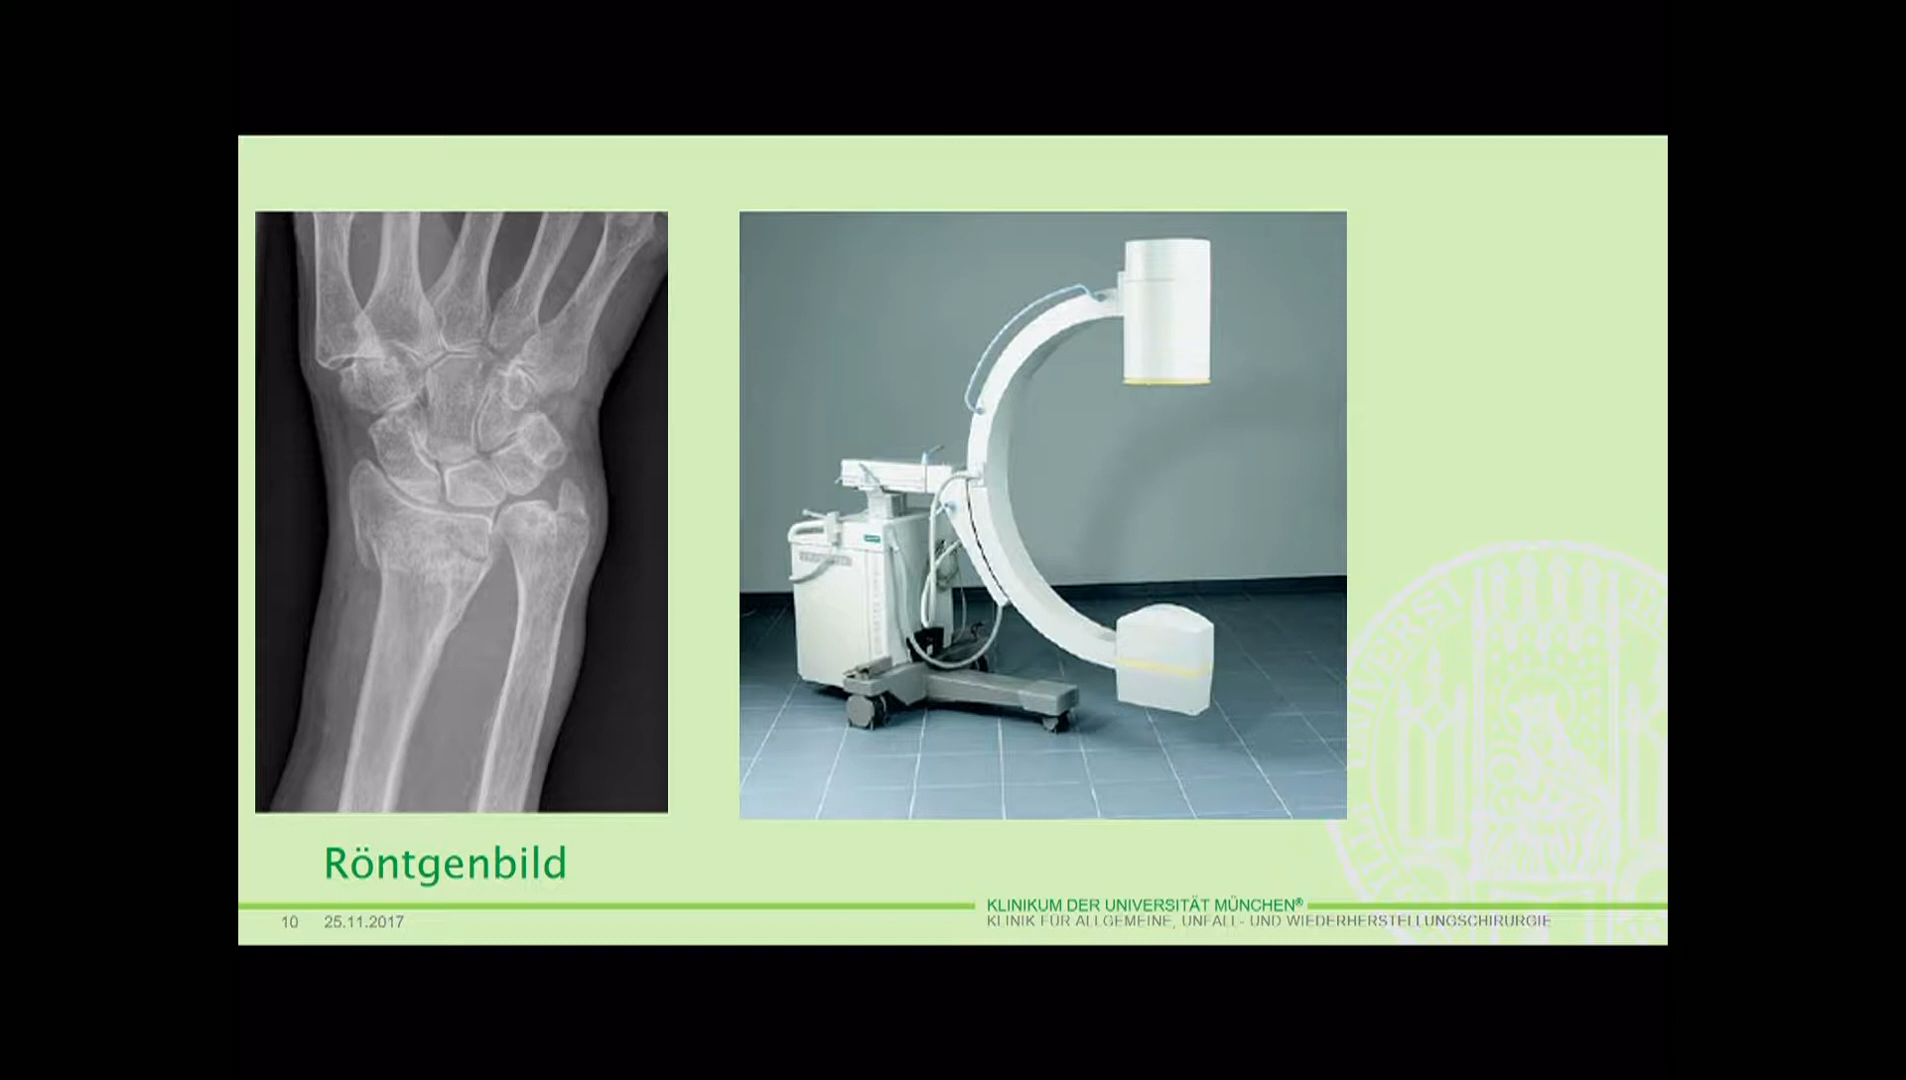 Röntgenbild
KLINIKUM DER UNIVERSITÄT MÜNCHEN®
10 25.11.2017
KLINIK FÜR ALLGEMEINE, UNFALL- UND WIEDERHERSTELLUNGSCHIRURGIE